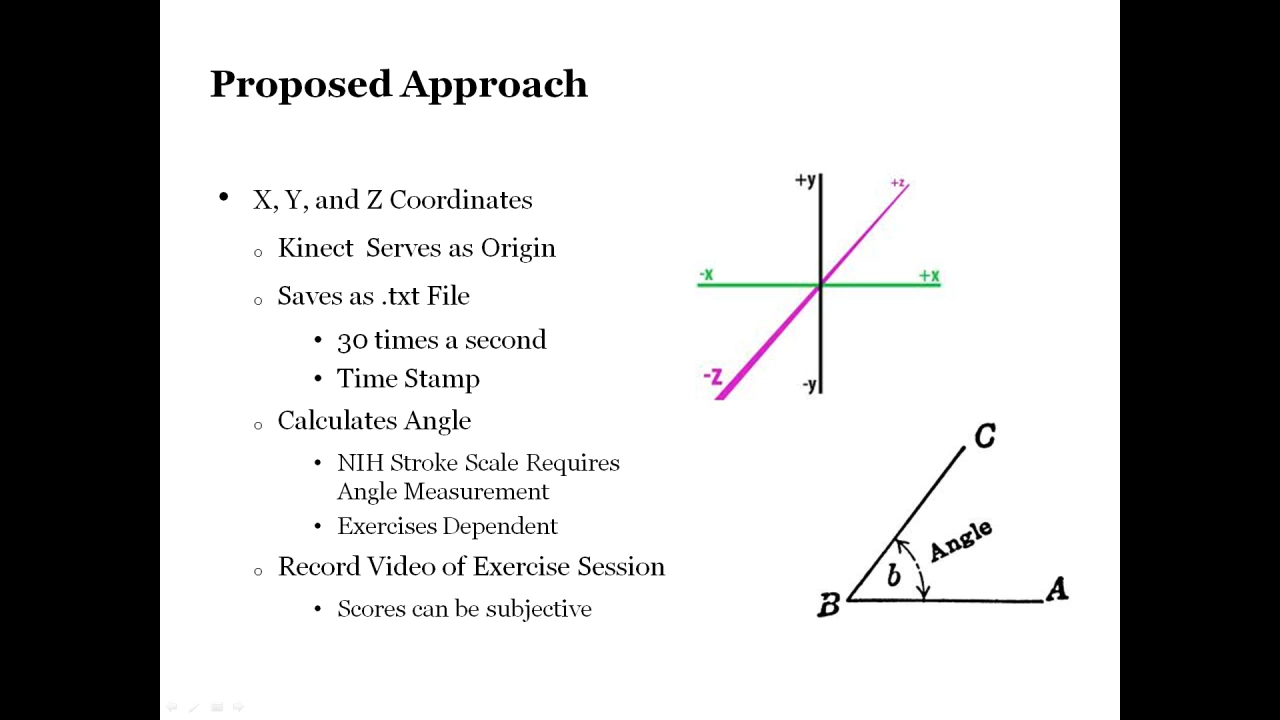 Proposed Approach
• X, Y, and Z Coordinates
o Kinect Serves as Origin
o Saves as .txt File
• 30 times a second
• Time Stamp
o Calculates Angle
• NIH Stroke Scale Requires
Angle Measurement
• Exercises Dependent
o Record Video of Exercise Session
• Scores can be subjective
+y
+z
-x
+x
-z
-y
C
Angle
b
B
A